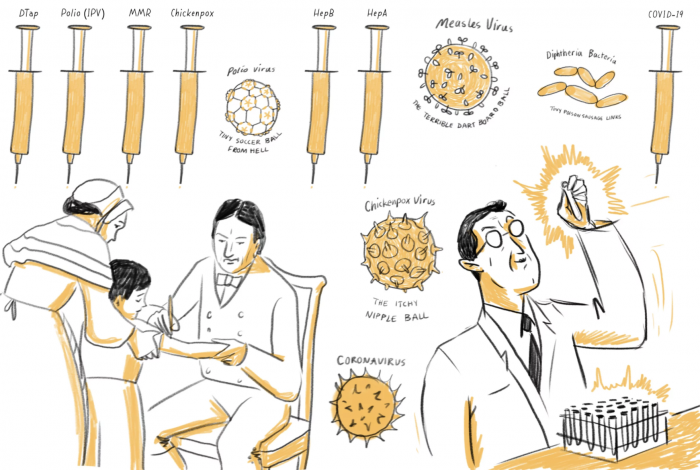 DTap
Polio (IPV)
MMR
Chickenpox
HepB
HepA
COVID-19
Measles Virus
THE TERRIBLE DART BOARD BALL
Diphtheria Bacteria
TINY POISON SAUSAGE LINKS
Polio Virus
TINY SOCCER BALL
FROM HELL
Chickenpox Virus
THE ITCHY
NIPPLE BALL
CORONAVIRUS